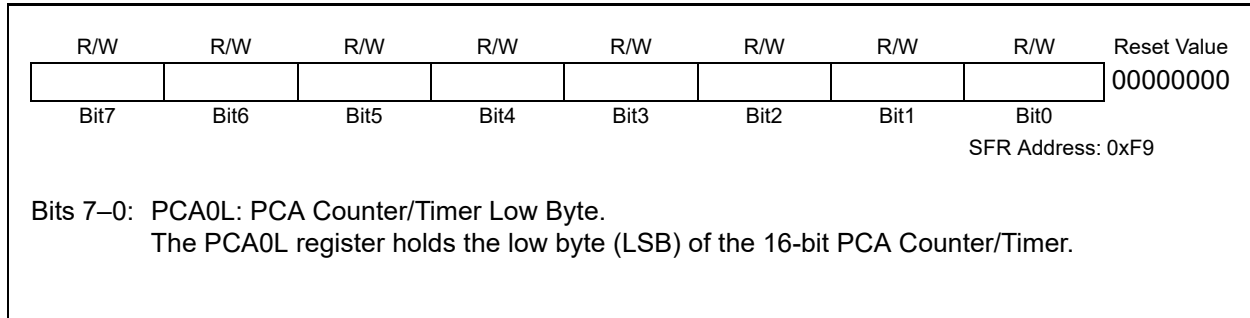 R/W R/W R/W R/W R/W R/W R/W R/W Reset Value
00000000
Bit7 Bit6 Bit5 Bit4 Bit3 Bit2 Bit1 Bit0
SFR Address: 0xF9
Bits 7–0: PCA0L: PCA Counter/Timer Low Byte.
The PCA0L register holds the low byte (LSB) of the 16-bit PCA Counter/Timer.